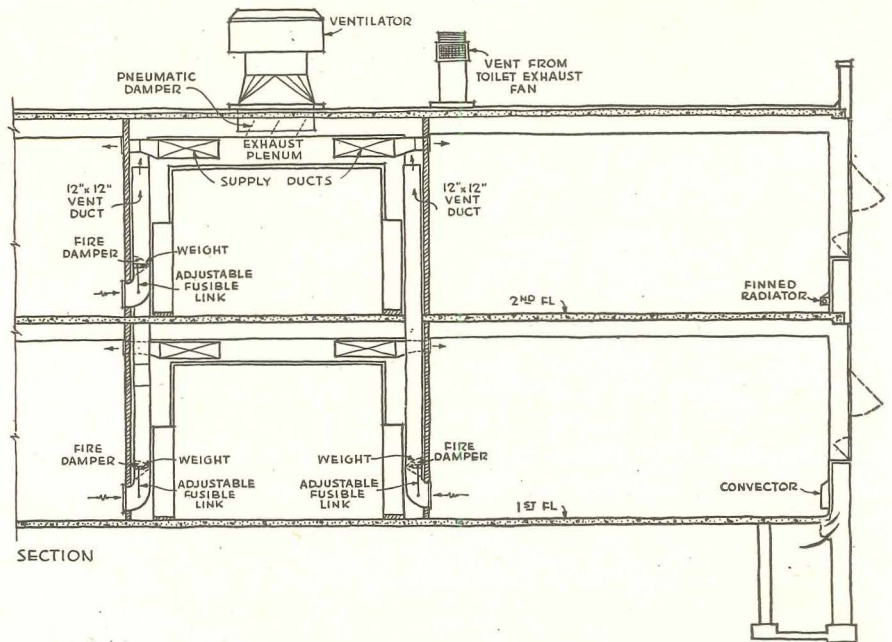 VENTILATOR
VENT FROM
TOILET EXHAUST
FAN
PNEUMATIC
DAMPER
EXHAUST
PLENUM
SUPPLY DUCTS
12"x 12"
VENT
DUCT
12"x 12"
VENT
DUCT
FIRE
DAMPER
WEIGHT
ADJUSTABLE
FUSIBLE
LINK
2ND FL
FINNED
RADIATOR
FIRE
DAMPER
WEIGHT
ADJUSTABLE
FUSIBLE
LINK
WEIGHT
FIRE
DAMPER
ADJUSTABLE
FUSIBLE
LINK
CONVECTOR
1ST FL
SECTION